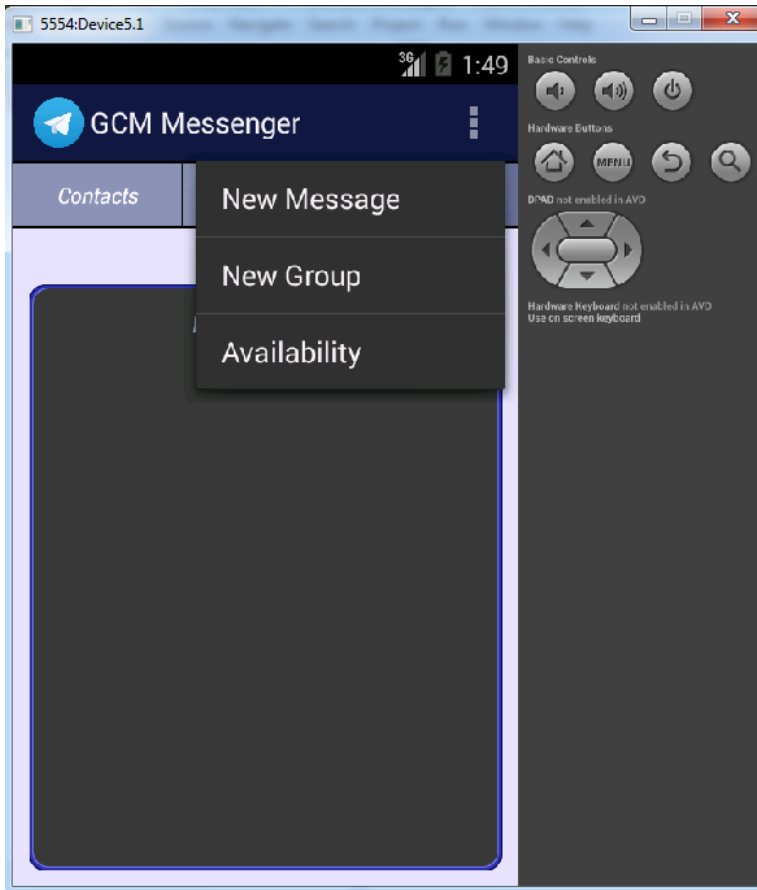 5554:Device5.1
3G 1:49
GCM Messenger
Contacts
New Message
New Group
Availability
Basic Controls
Hardware Buttons
MENU
DPAD not enabled in AVD
Hardware Keyboard not enabled in AVD
Use on screen keyboard